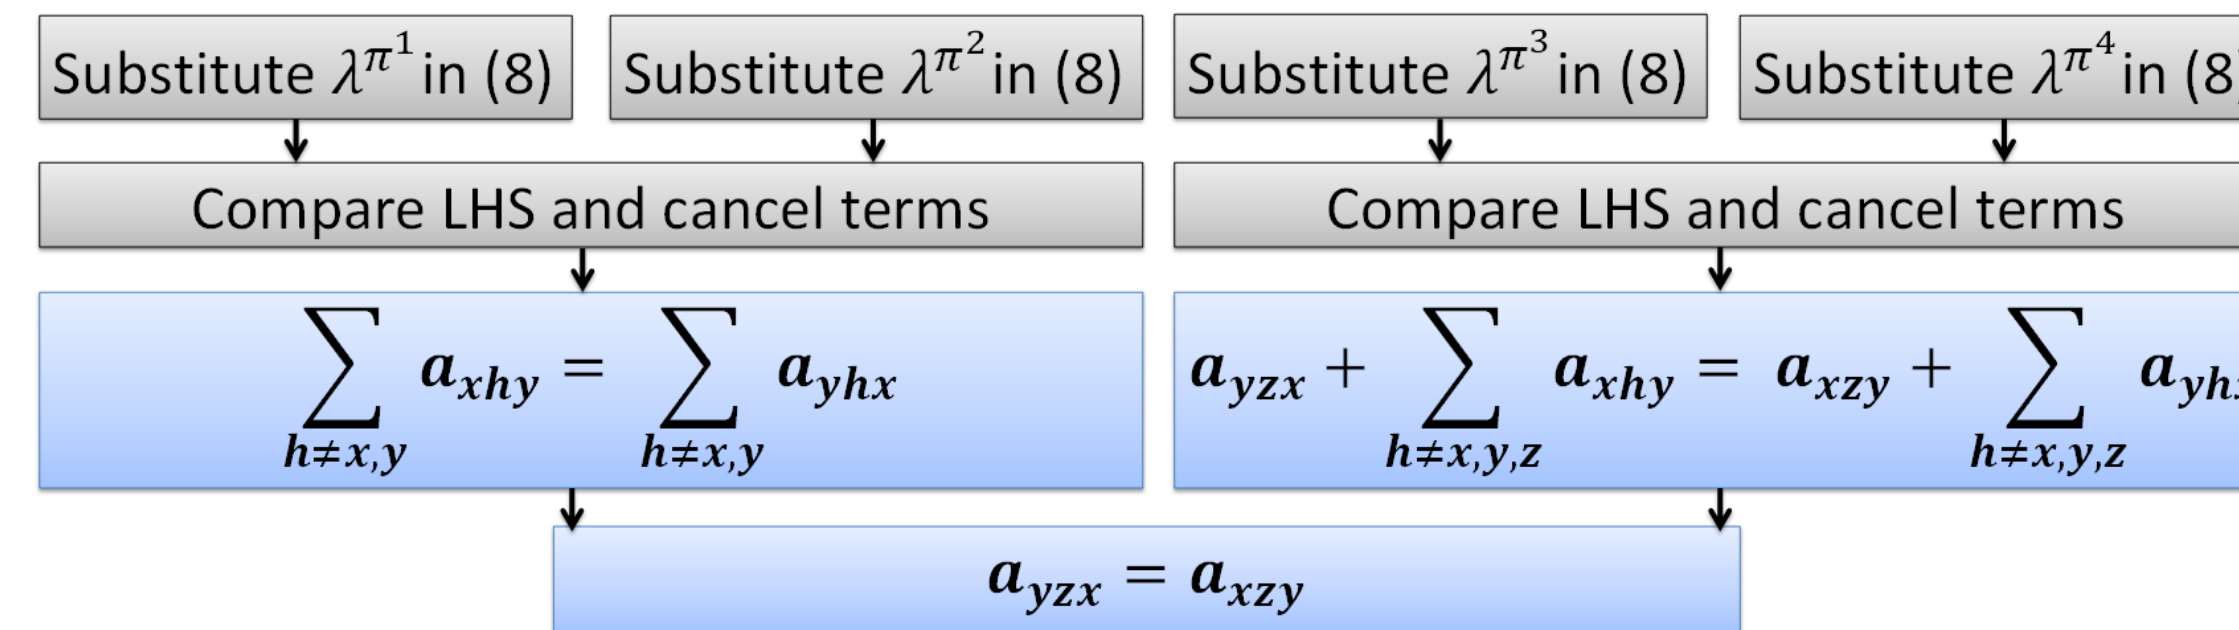 Substitute λ^{π^1} in (8)
Substitute λ^{π^2} in (8)
Substitute λ^{π^3} in (8)
Substitute λ^{π^4} in (8
Compare LHS and cancel terms
Compare LHS and cancel terms
∑_{h≠x,y} a_{xhy} = ∑_{h≠x,y} a_{yhx}
a_{yzx} + ∑_{h≠x,y,z} a_{xhy} = a_{xzy} + ∑_{h≠x,y,z} a_{yh
a_{yzx} = a_{xzy}